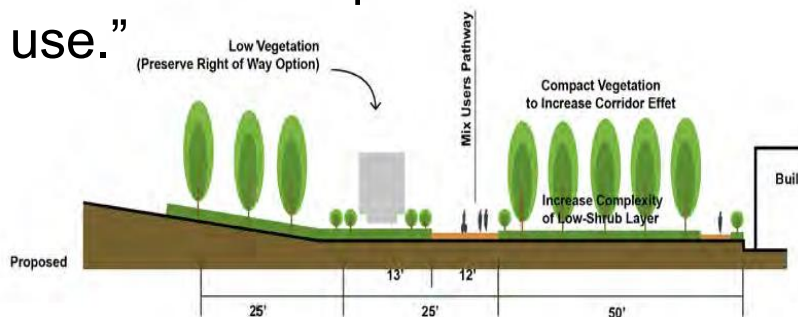 use.”
Low Vegetation
(Preserve Right of Way Option)
Mix Users Pathway
Compact Vegetation
to Increase Corridor Effet
Increase Complexity
of Low-Shrub Layer
Proposed
13'
12'
25'
25'
50'